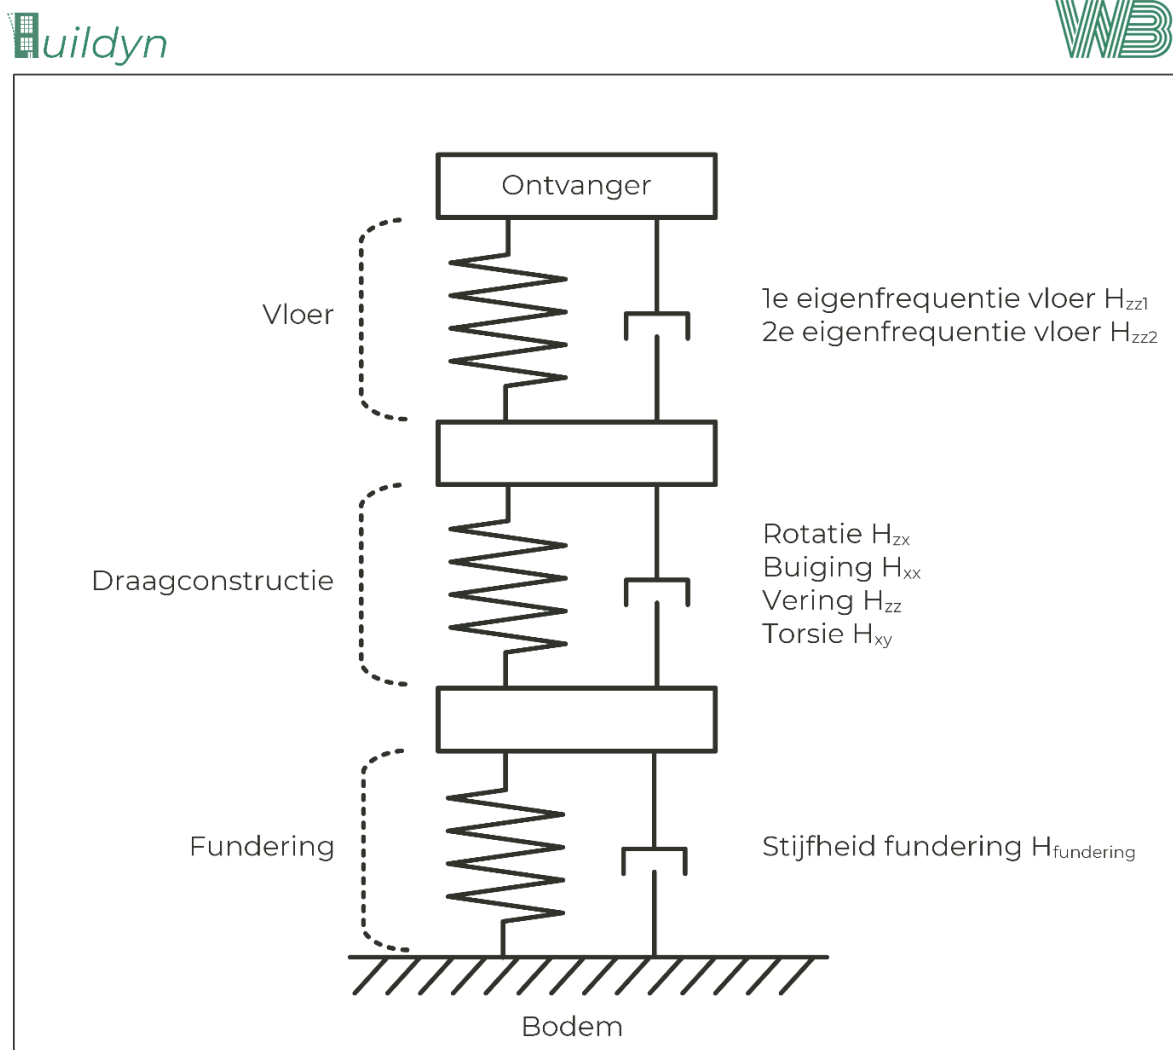 Buildyn
WB
Ontvanger
Vloer
1e eigenfrequentie vloer Hzz1
2e eigenfrequentie vloer Hzz2
Draagconstructie
Rotatie Hzx
Buiging Hxx
Vering Hzz
Torsie Hxy
Fundering
Stijfheid fundering Hfundering
Bodem